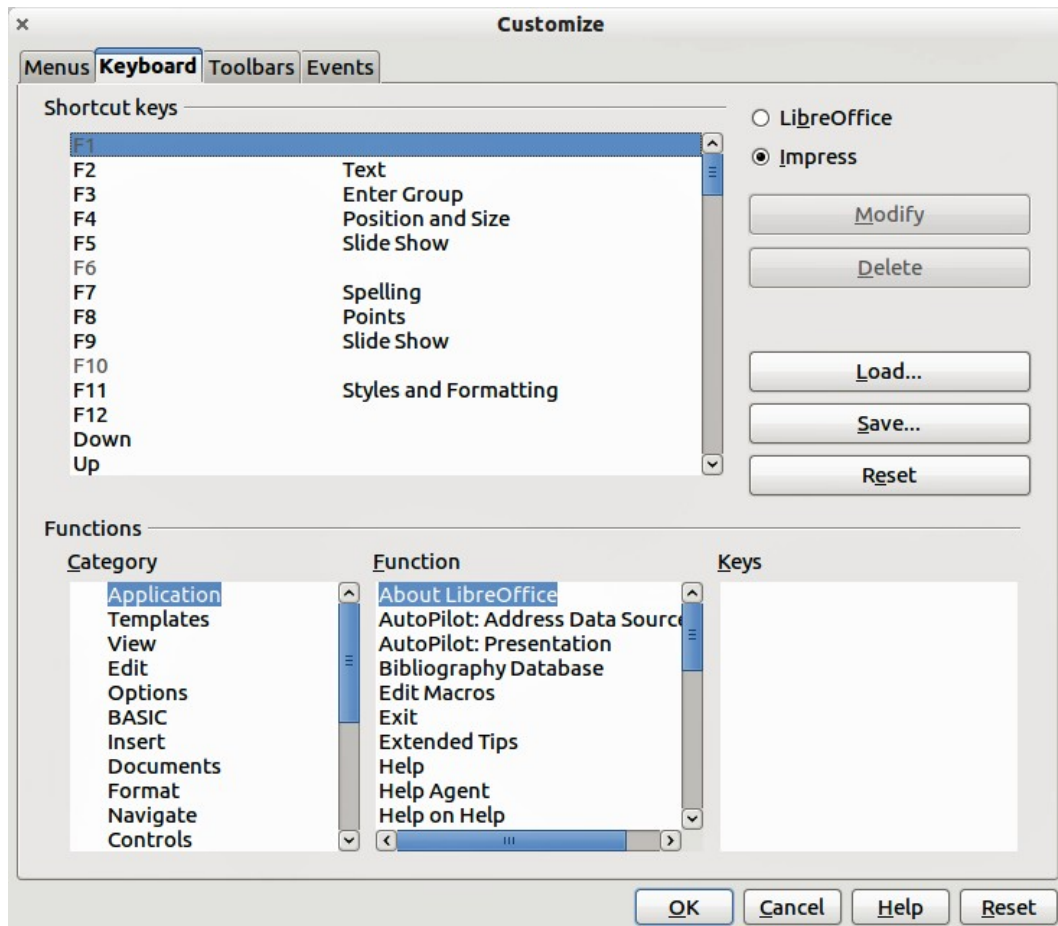 Customize
Menus Keyboard Toolbars Events
Shortcut keys
F1
F2 Text
F3 Enter Group
F4 Position and Size
F5 Slide Show
F6
F7 Spelling
F8 Points
F9 Slide Show
F10
F11 Styles and Formatting
F12
Down
Up
LibreOffice
Impress
Modify
Delete
Load...
Save...
Reset
Functions
Category
Application
Templates
View
Edit
Options
BASIC
Insert
Documents
Format
Navigate
Controls
Function
About LibreOffice
AutoPilot: Address Data Source
AutoPilot: Presentation
Bibliography Database
Edit Macros
Exit
Extended Tips
Help
Help Agent
Help on Help
Keys
OK Cancel Help Reset